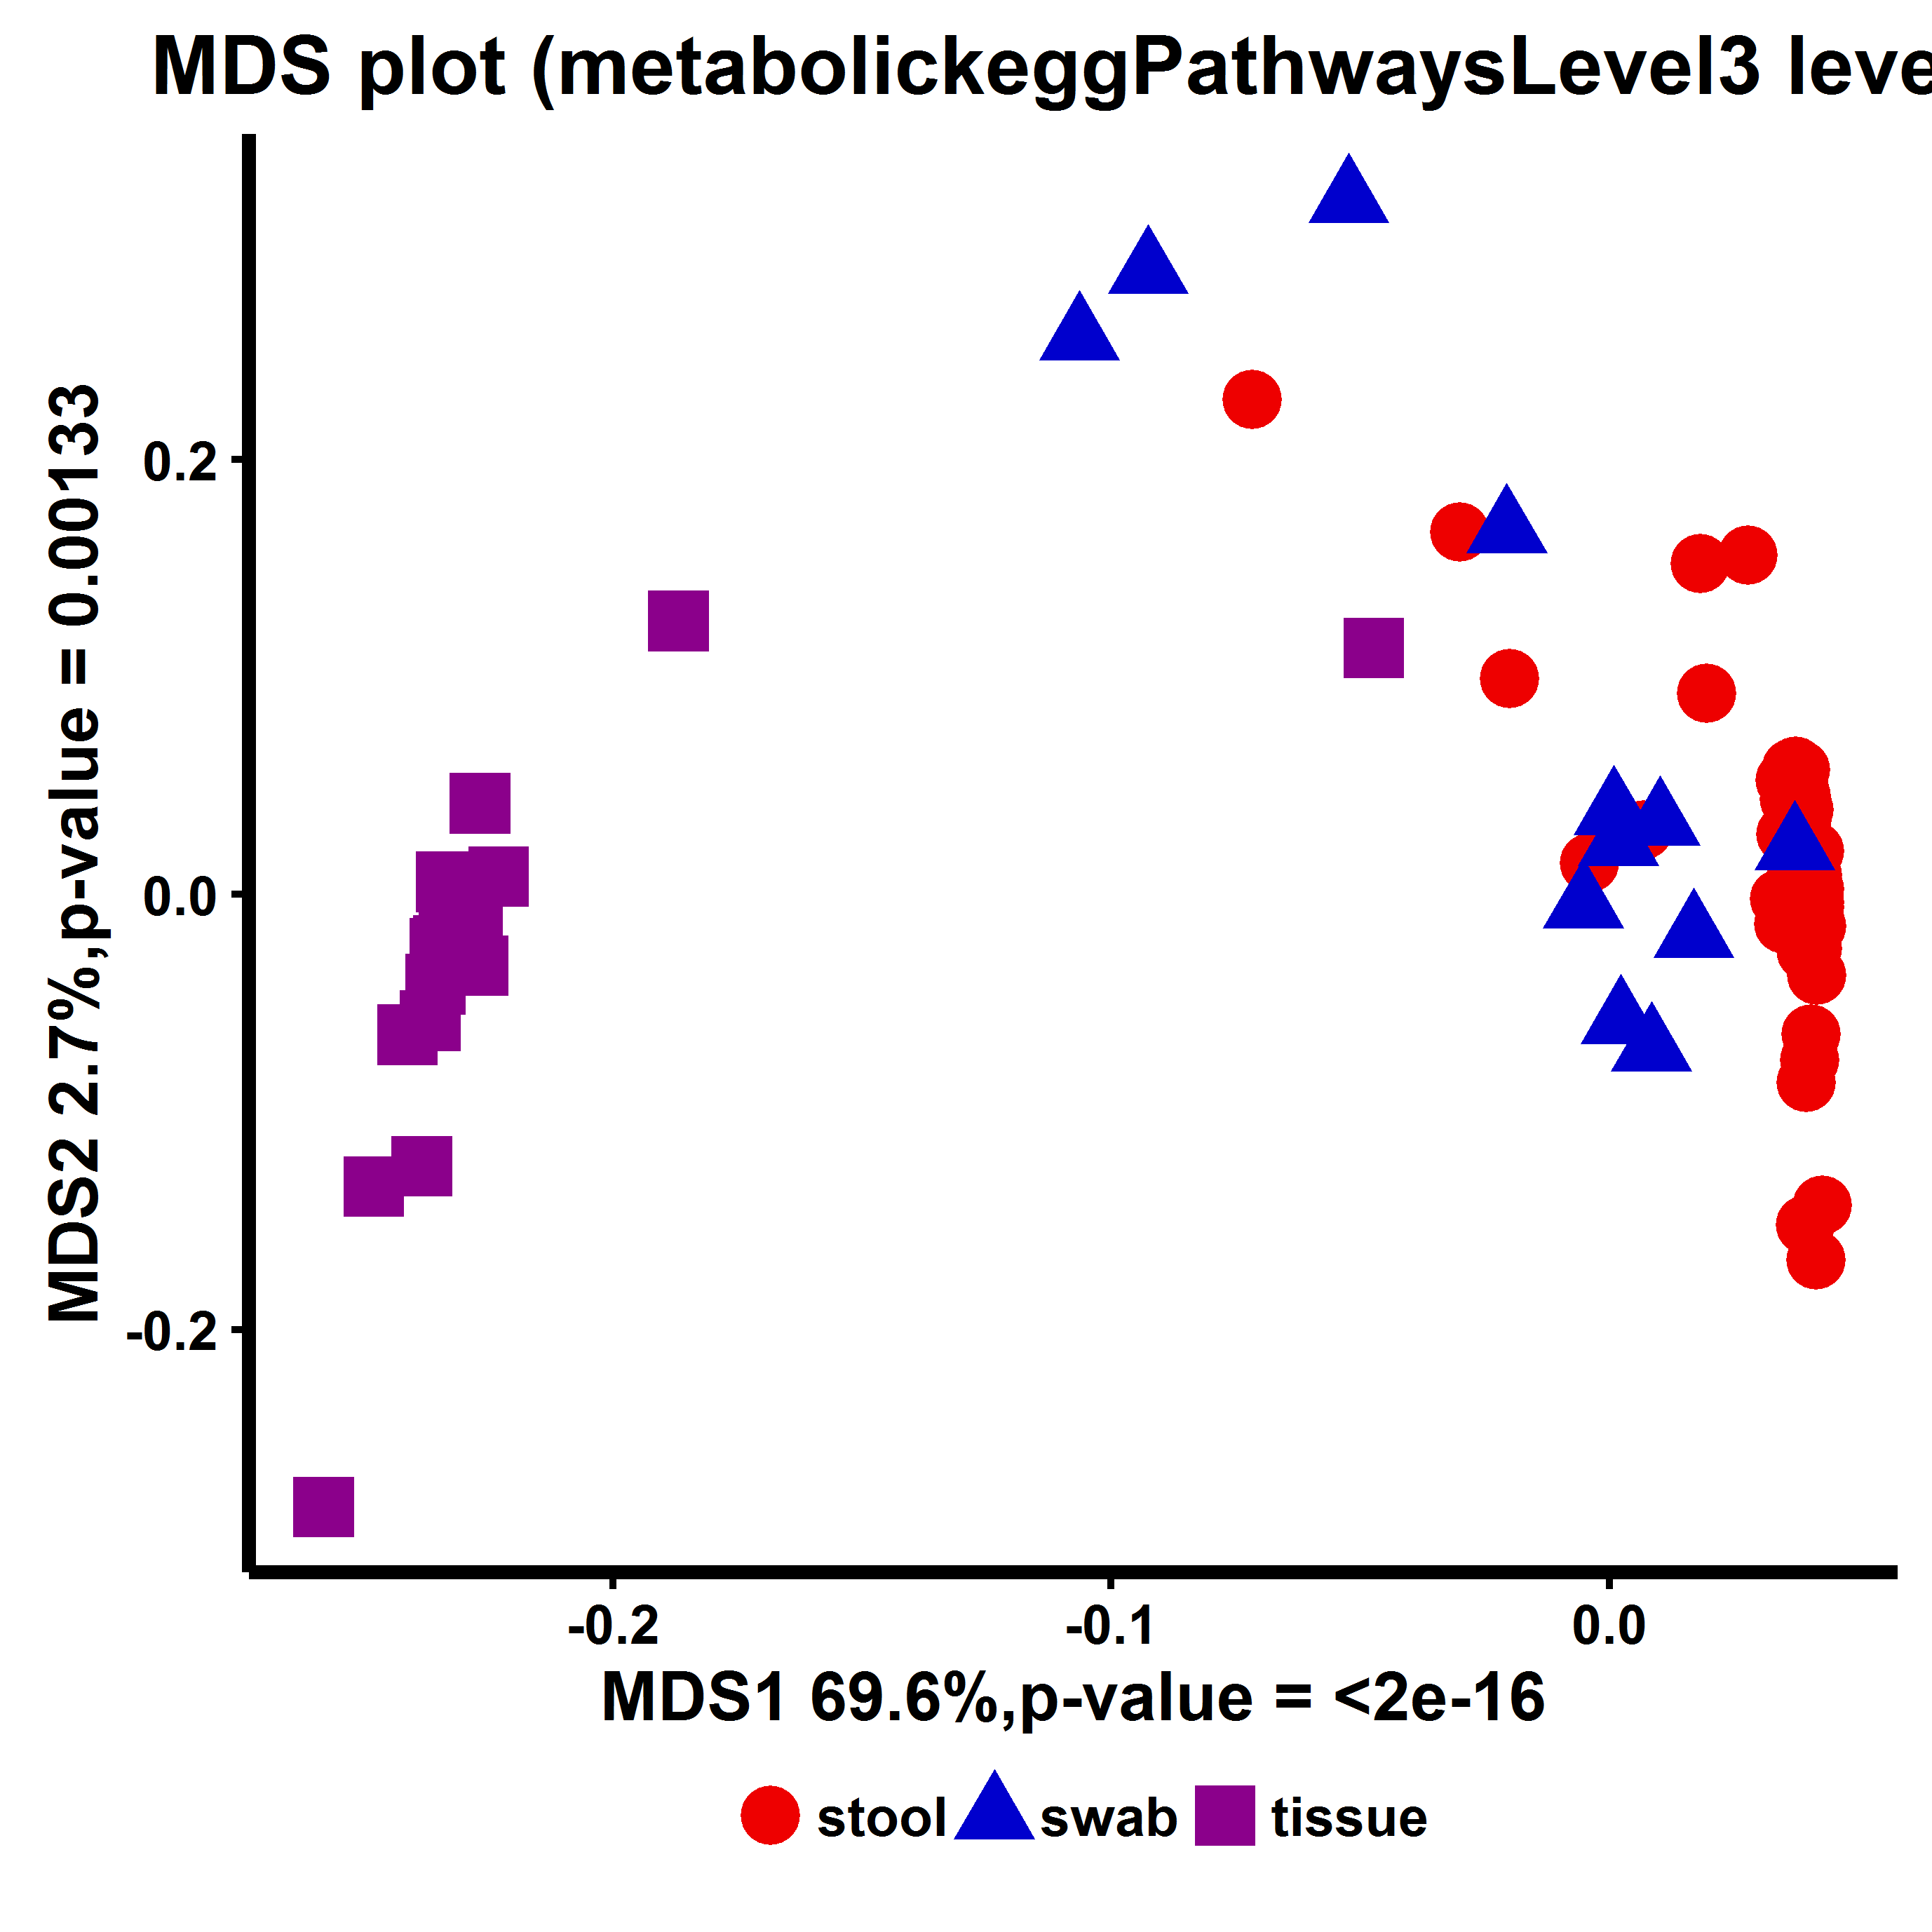 MDS plot (metabolickeggPathwaysLevel3 leve
MDS2 2.7%,p-value = 0.00133
0.2
0.0
-0.2
-0.2 -0.1 0.0
MDS1 69.6%,p-value = <2e-16
stool swab tissue